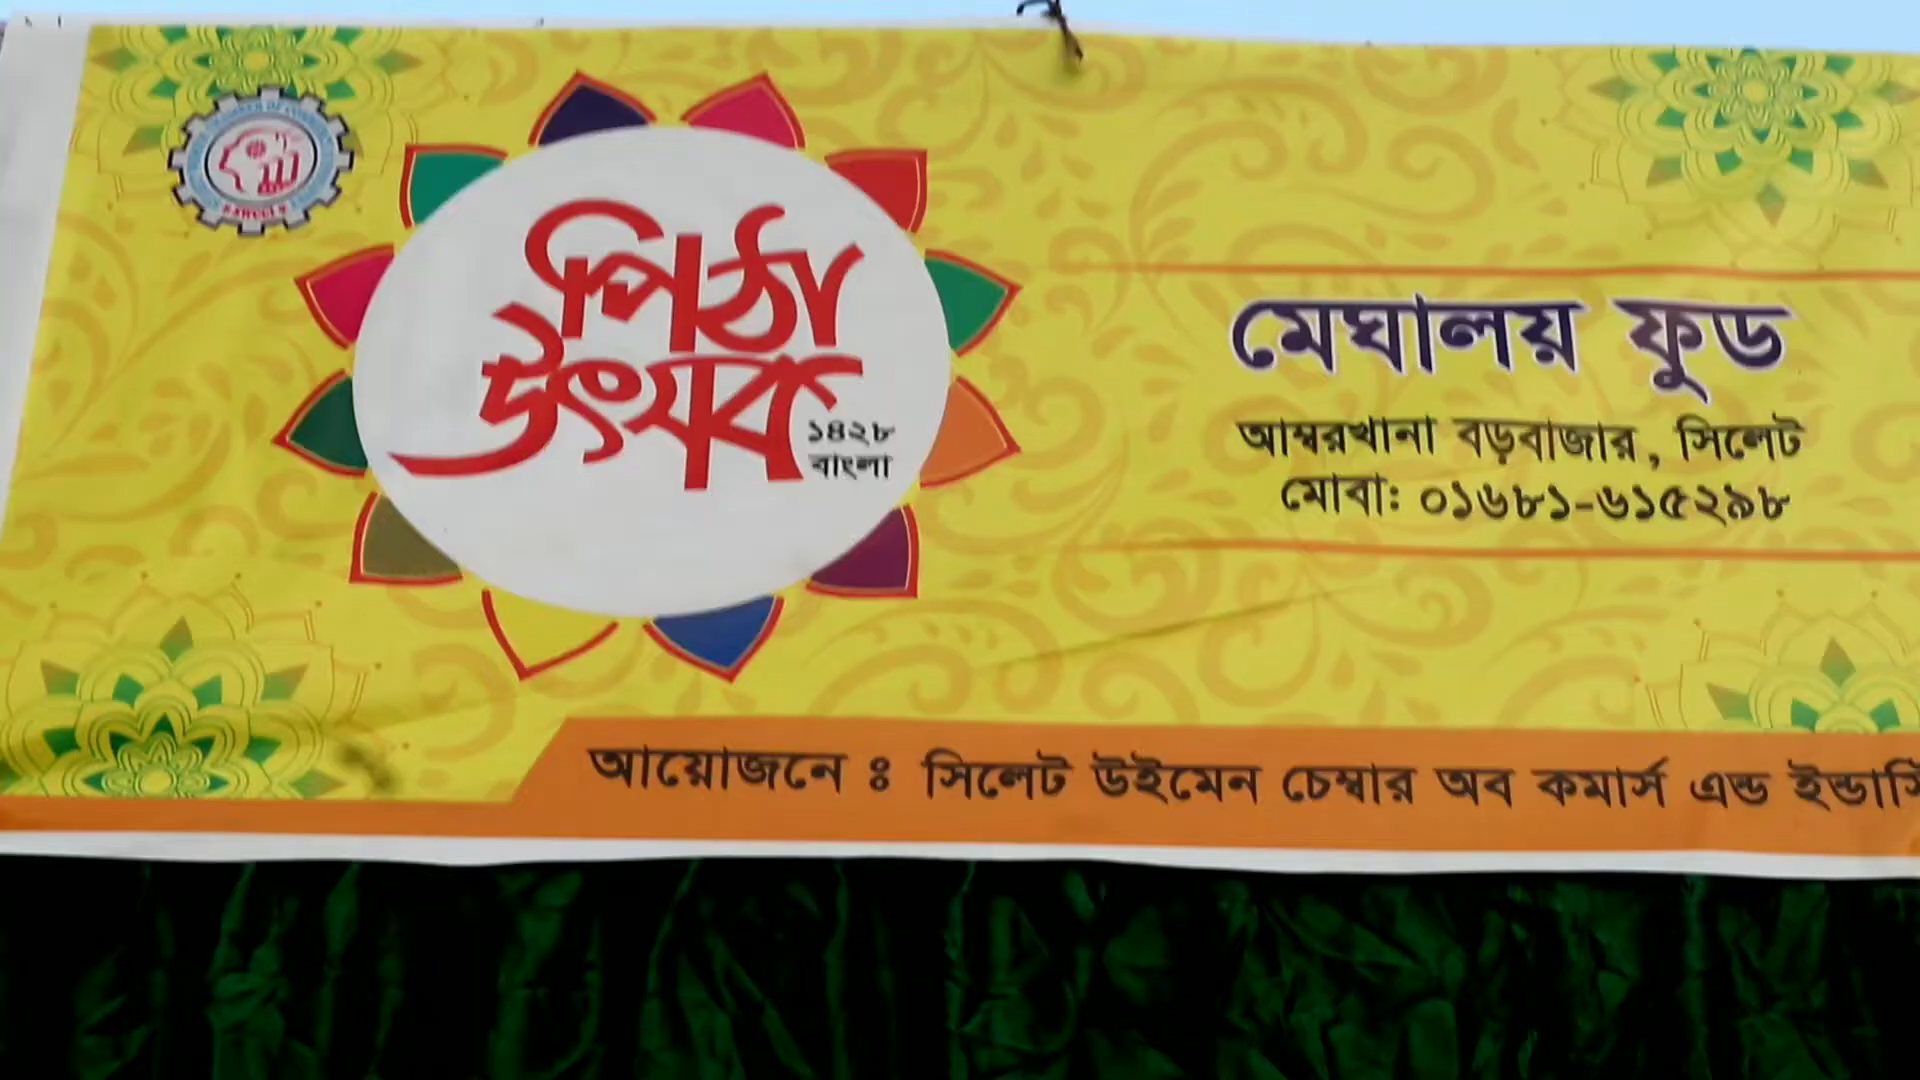 পিঠা
উৎসব
১৪২৮
বাংলা
মেঘালয় ফুড
আম্বরখানা বড়বাজার, সিলেট
মোবা: ০১৬৮১-৬১৫২৯৮
আয়োজনে ঃ সিলেট উইমেন চেম্বার অব কমার্স এন্ড